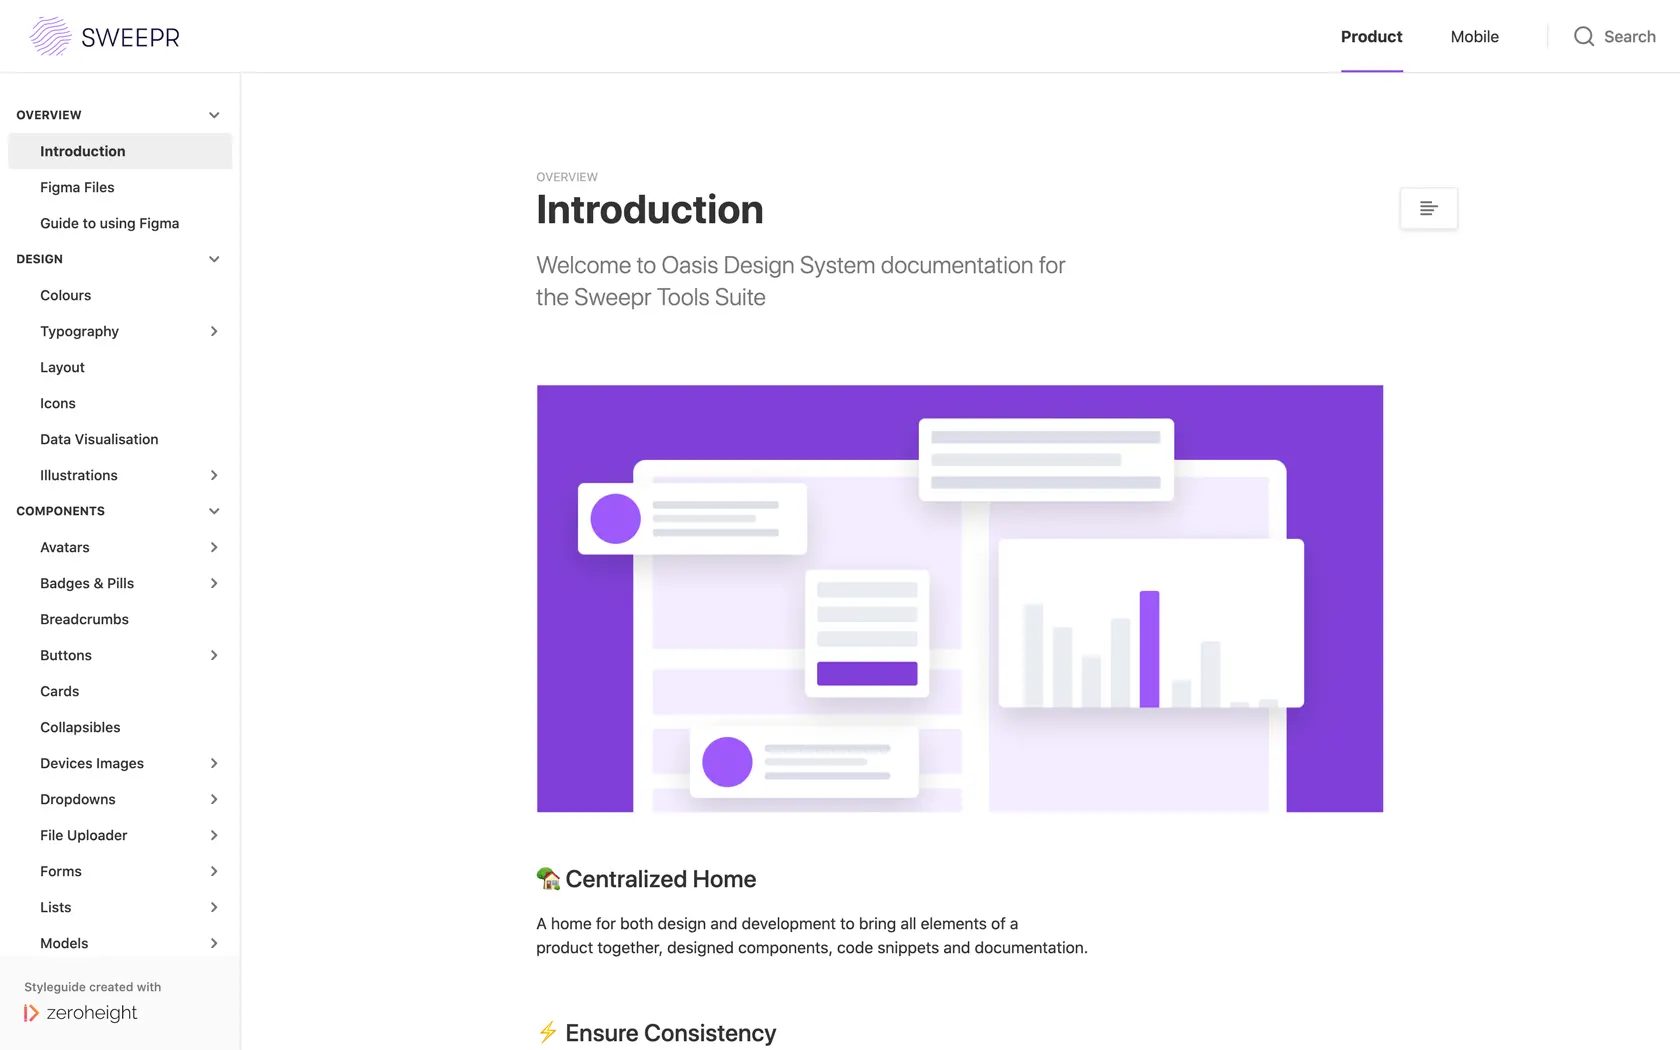 SWEEPR
Product
Mobile
Search
OVERVIEW
Introduction
Figma Files
Guide to using Figma
DESIGN
Colours
Typography
Layout
Icons
Data Visualisation
Illustrations
COMPONENTS
Avatars
Badges & Pills
Breadcrumbs
Buttons
Cards
Collapsibles
Devices Images
Dropdowns
File Uploader
Forms
Lists
Models
Styleguide created with
zeroheight
OVERVIEW
Introduction
Welcome to Oasis Design System documentation for
the Sweepr Tools Suite
🏡 Centralized Home
A home for both design and development to bring all elements of a
product together, designed components, code snippets and documentation.
⚡ Ensure Consistency